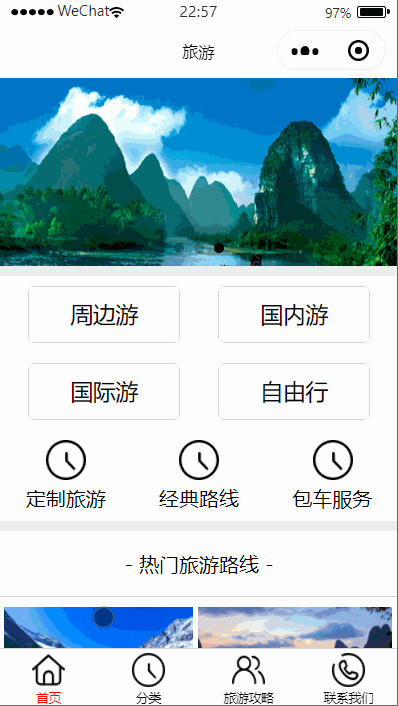 WeChat 22:57 97%
旅游
周边游 国内游
国际游 自由行
定制旅游 经典路线 包车服务
- 热门旅游路线 -
首页 分类 旅游攻略 联系我们